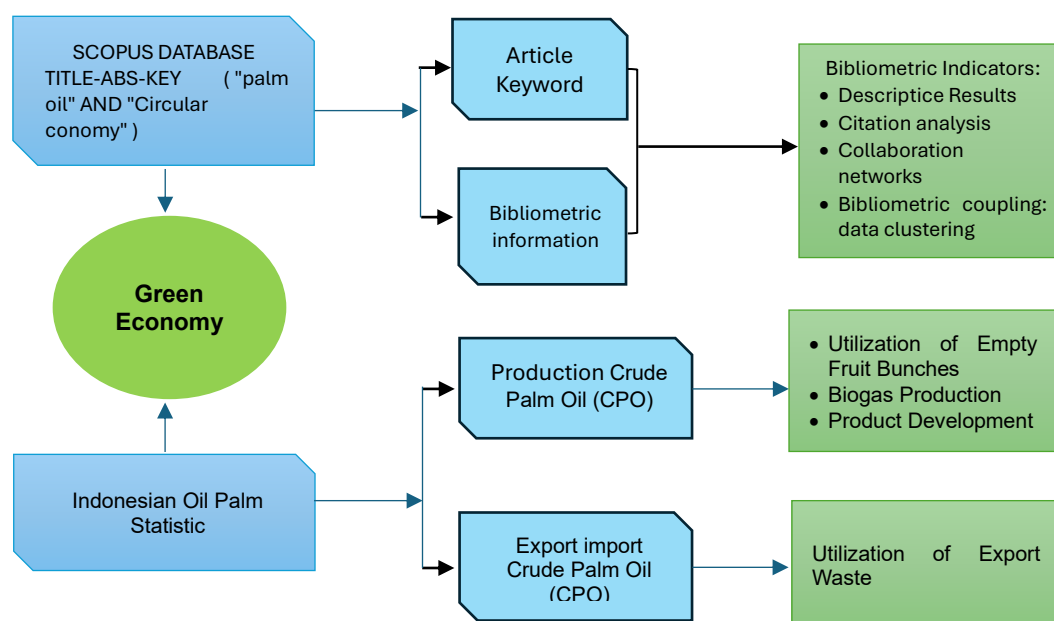 SCOPUS DATABASE
TITLE-ABS-KEY ( "palm
oil" AND "Circular
conomy" )
Article
Keyword
Bibliometric
information
Bibliometric Indicators:
• Descriptice Results
• Citation analysis
• Collaboration
networks
• Bibliometric coupling:
data clustering
Green
Economy
Production Crude
Palm Oil (CPO)
• Utilization of Empty
Fruit Bunches
• Biogas Production
• Product Development
Indonesian Oil Palm
Statistic
Export import
Crude Palm Oil
(CPO)
Utilization of Export
Waste